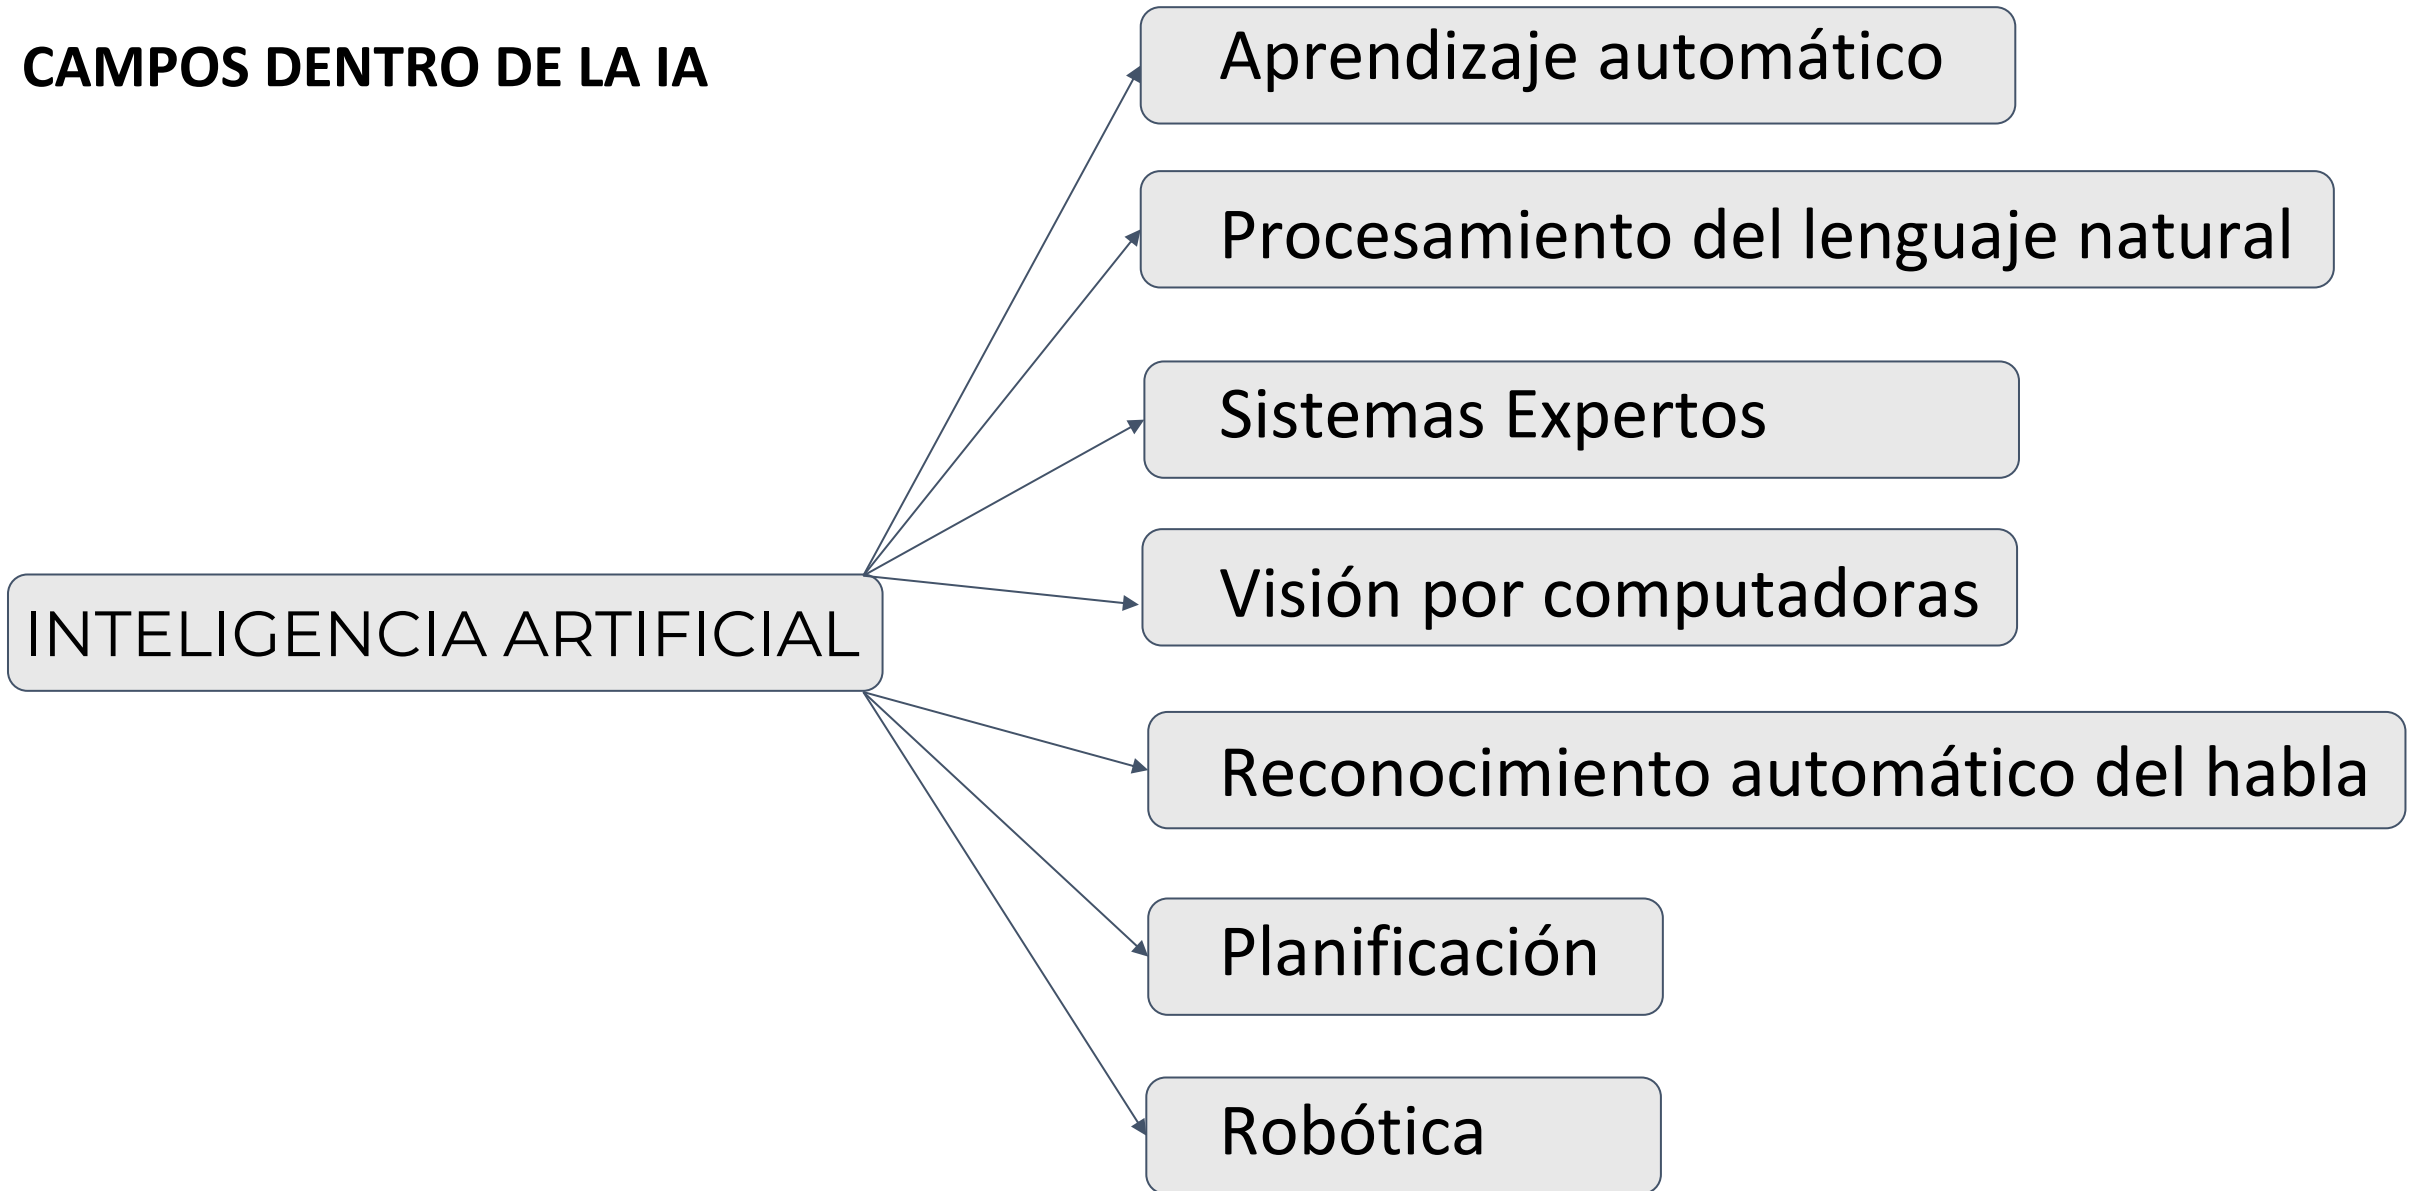 CAMPOS DENTRO DE LA IA
Aprendizaje automático
Procesamiento del lenguaje natural
Sistemas Expertos
Visión por computadoras
INTELIGENCIA ARTIFICIAL
Reconocimiento automático del habla
Planificación
Robótica